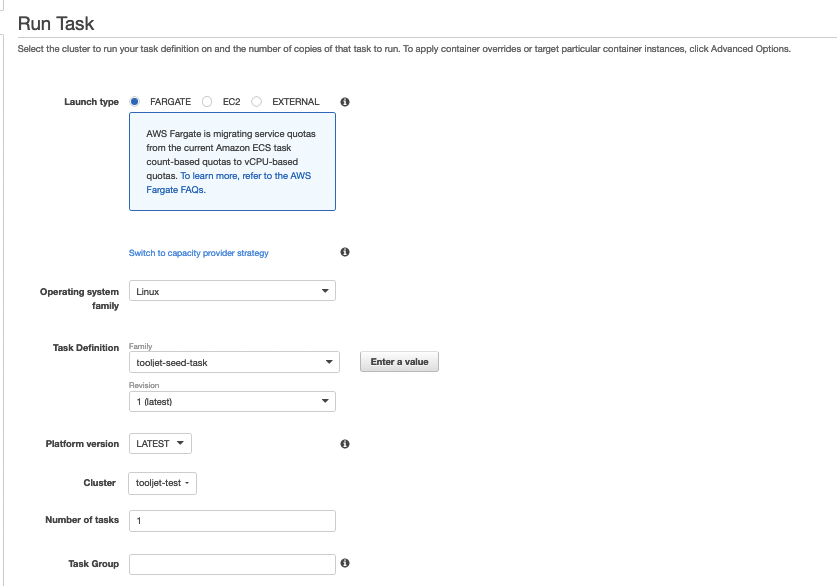 Run Task
Select the cluster to run your task definition on and the number of copies of that task to run. To apply container overrides or target particular container instances, click Advanced Options.
Launch type FARGATE EC2 EXTERNAL
AWS Fargate is migrating service quotas
from the current Amazon ECS task
count-based quotas to vCPU-based
quotas. To learn more, refer to the AWS
Fargate FAQs.
Switch to capacity provider strategy
Operating system
family
Linux
Task Definition
Family
tooljet-seed-task
Enter a value
Revision
1 (latest)
Platform version LATEST
Cluster tooljet-test
Number of tasks 1
Task Group